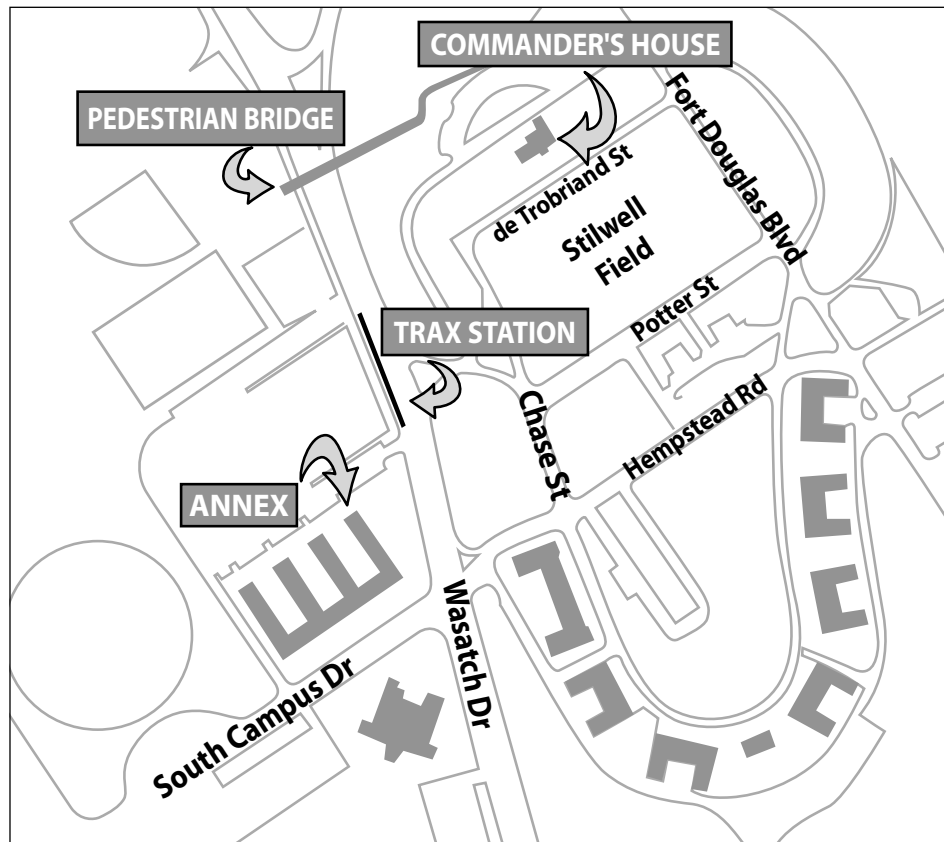 COMMANDER'S HOUSE
PEDESTRIAN BRIDGE
Fort Douglas Blvd
de Trobriand St
Stilwell
Field
Potter St
TRAX STATION
Chase St
Hempstead Rd
ANNEX
Wasatch Dr
South Campus Dr